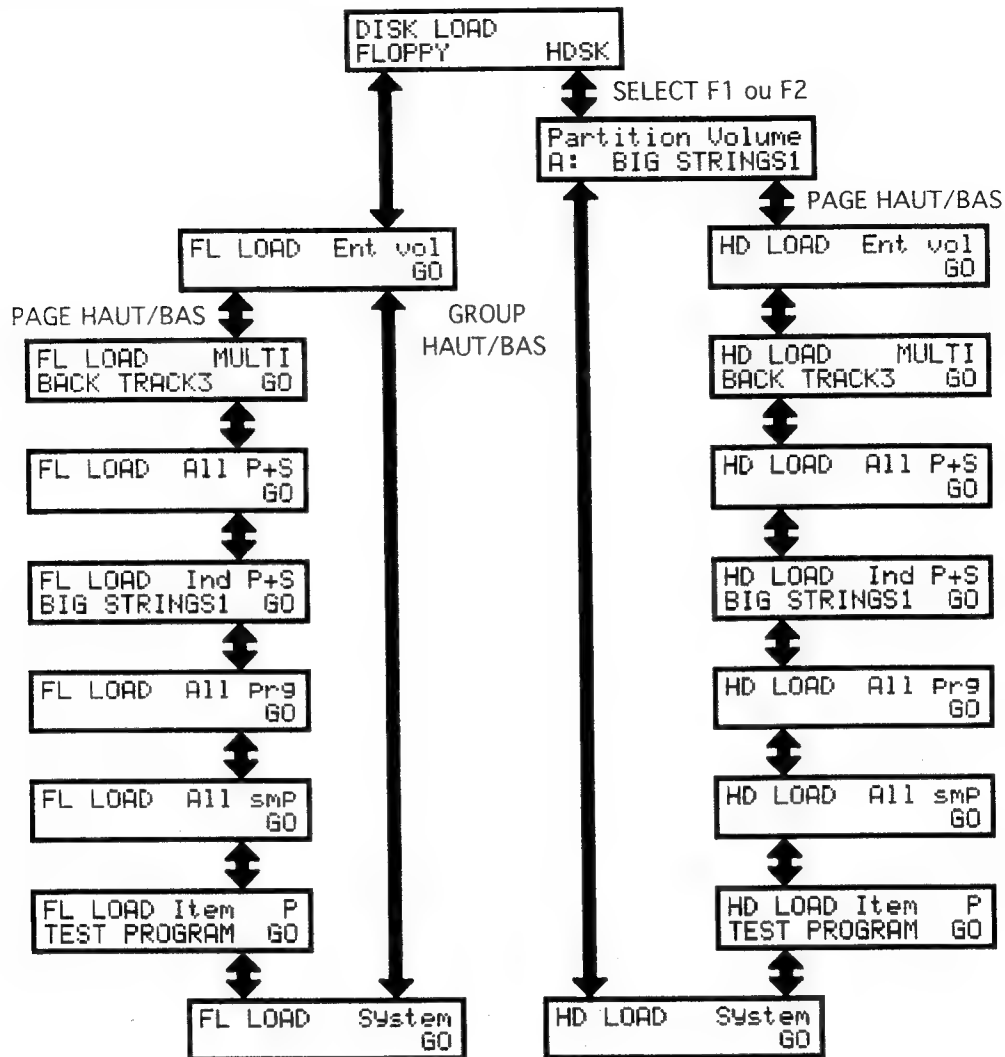 DISK LOAD
FLOPPY HDSK
SELECT F1 ou F2
Partition Volume
A: BIG STRINGS1
PAGE HAUT/BAS
FL LOAD Ent vol
GO
HD LOAD Ent vol
GO
PAGE HAUT/BAS
GROUP
HAUT/BAS
FL LOAD MULTI
BACK TRACK3 GO
HD LOAD MULTI
BACK TRACK3 GO
FL LOAD All P+S
GO
HD LOAD All P+S
GO
FL LOAD Ind P+S
BIG STRINGS1 GO
HD LOAD Ind P+S
BIG STRINGS1 GO
FL LOAD All prg
GO
HD LOAD All prg
GO
FL LOAD All smp
GO
HD LOAD All smp
GO
FL LOAD Item P
TEST PROGRAM GO
HD LOAD Item P
TEST PROGRAM GO
FL LOAD System
GO
HD LOAD System
GO